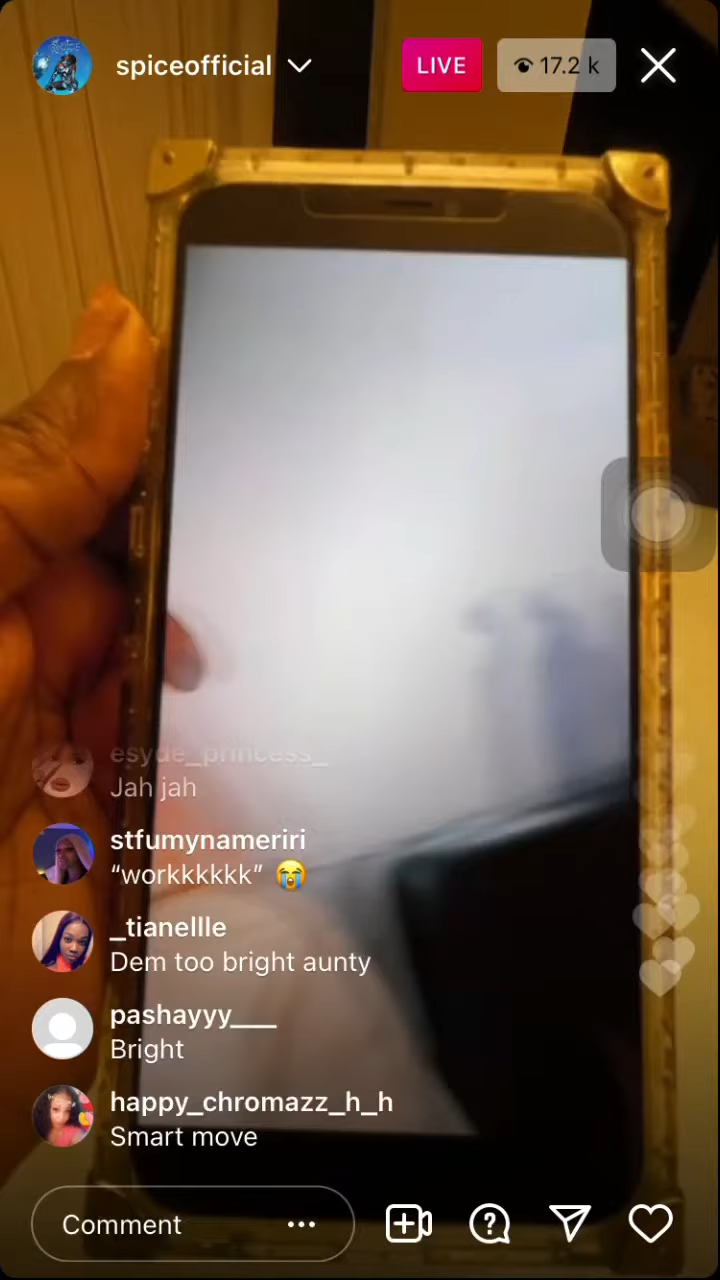 spiceofficial
LIVE
17.2 k
esyde_princess_
Jah jah
stfumynameriri
“workkkkkk” 😭
_tianellle
Dem too bright aunty
pashayyy____
Bright
happy_chromazz_h_h
Smart move
Comment